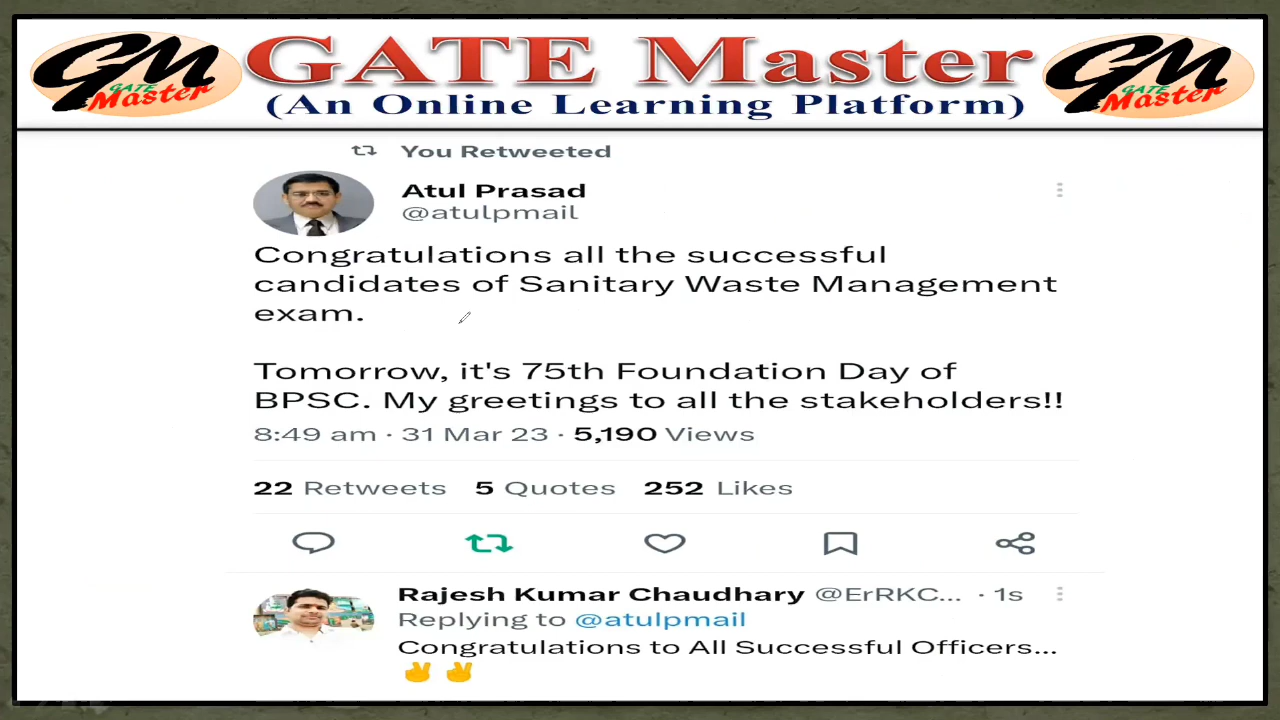 GM GATE Master GATE Master GM GATE Master
(An Online Learning Platform)
You Retweeted
Atul Prasad
@atulpmail
Congratulations all the successful
candidates of Sanitary Waste Management
exam.
Tomorrow, it's 75th Foundation Day of
BPSC. My greetings to all the stakeholders!!
8:49 am · 31 Mar 23 · 5,190 Views
22 Retweets 5 Quotes 252 Likes
Rajesh Kumar Chaudhary @ErRKC... · 1s
Replying to @atulpmail
Congratulations to All Successful Officers...
✌️ ✌️